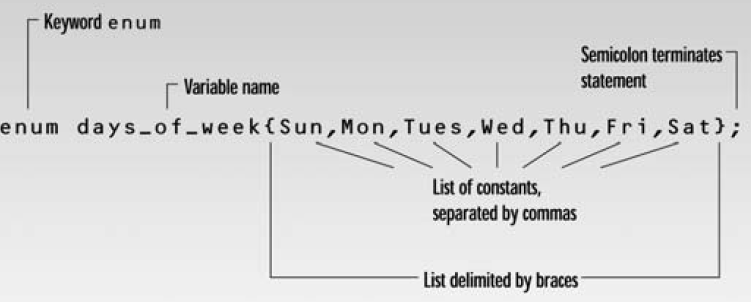 Keyword enum
Semicolon terminates
statement
Variable name
enum days_of_week{Sun,Mon,Tues,Wed,Thu,Fri,Sat};
List of constants,
separated by commas
List delimited by braces